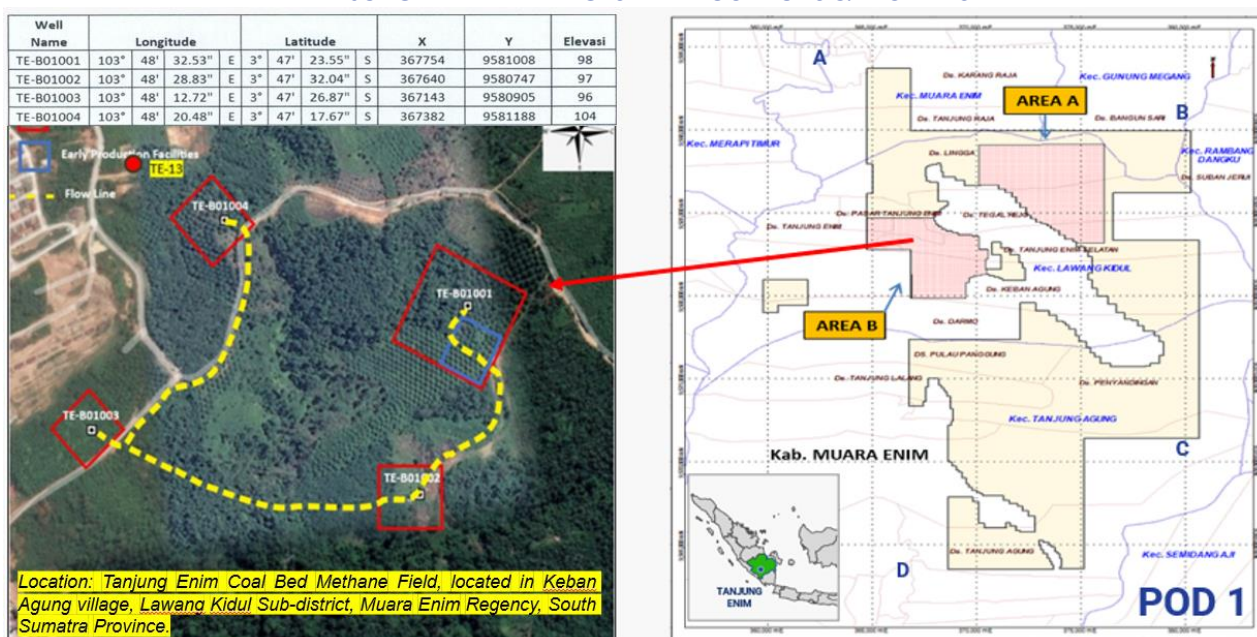 Well Name Longitude Latitude X Y Elevasi
TE-B01001 103° 48' 32.53" E 3° 47' 23.55" S 367754 9581008 98
TE-B01002 103° 48' 28.83" E 3° 47' 32.04" S 367640 9580747 97
TE-B01003 103° 48' 12.72" E 3° 47' 26.87" S 367143 9580905 96
TE-B01004 103° 48' 20.48" E 3° 47' 17.67" S 367382 9581188 104
Early Production Facilities
TE-13
Flow Line
TE-B01004
TE-B01001
TE-B01003
TE-B01002
Location: Tanjung Enim Coal Bed Methane Field, located in Keban
Agung village, Lawang Kidul Sub-district, Muara Enim Regency, South
Sumatra Province.
A
Ds. KARANG RAJA
Kec. GUNUNG MEGANG
Kec. MUARA ENIM
AREA A
B
Ds. TANJUNG RAJA
Ds. BANGUN SARI
Kec. MERAPI TIMUR
Ds. LINGGA
Kec. RAMBANG
DANGKU
Ds. SUBAN JERIJI
Ds. TEGAL REJO
Ds. TANJUNG ENIM
Ds. TANJUNG ENIM SELATAN
Kec. LAWANG KIDUL
Ds. KEBAN AGUNG
AREA B
Ds. DARMO
DS. PULAU PANGGUNG
Ds. TANJUNG LALANG
Ds. PENYANDINGAN
Kec. TANJUNG AGUNG
Kab. MUARA ENIM
C
Ds. TANJUNG AGUNG
Kec. SEMIDANG AJI
D
TANJUNG
ENIM
POD 1